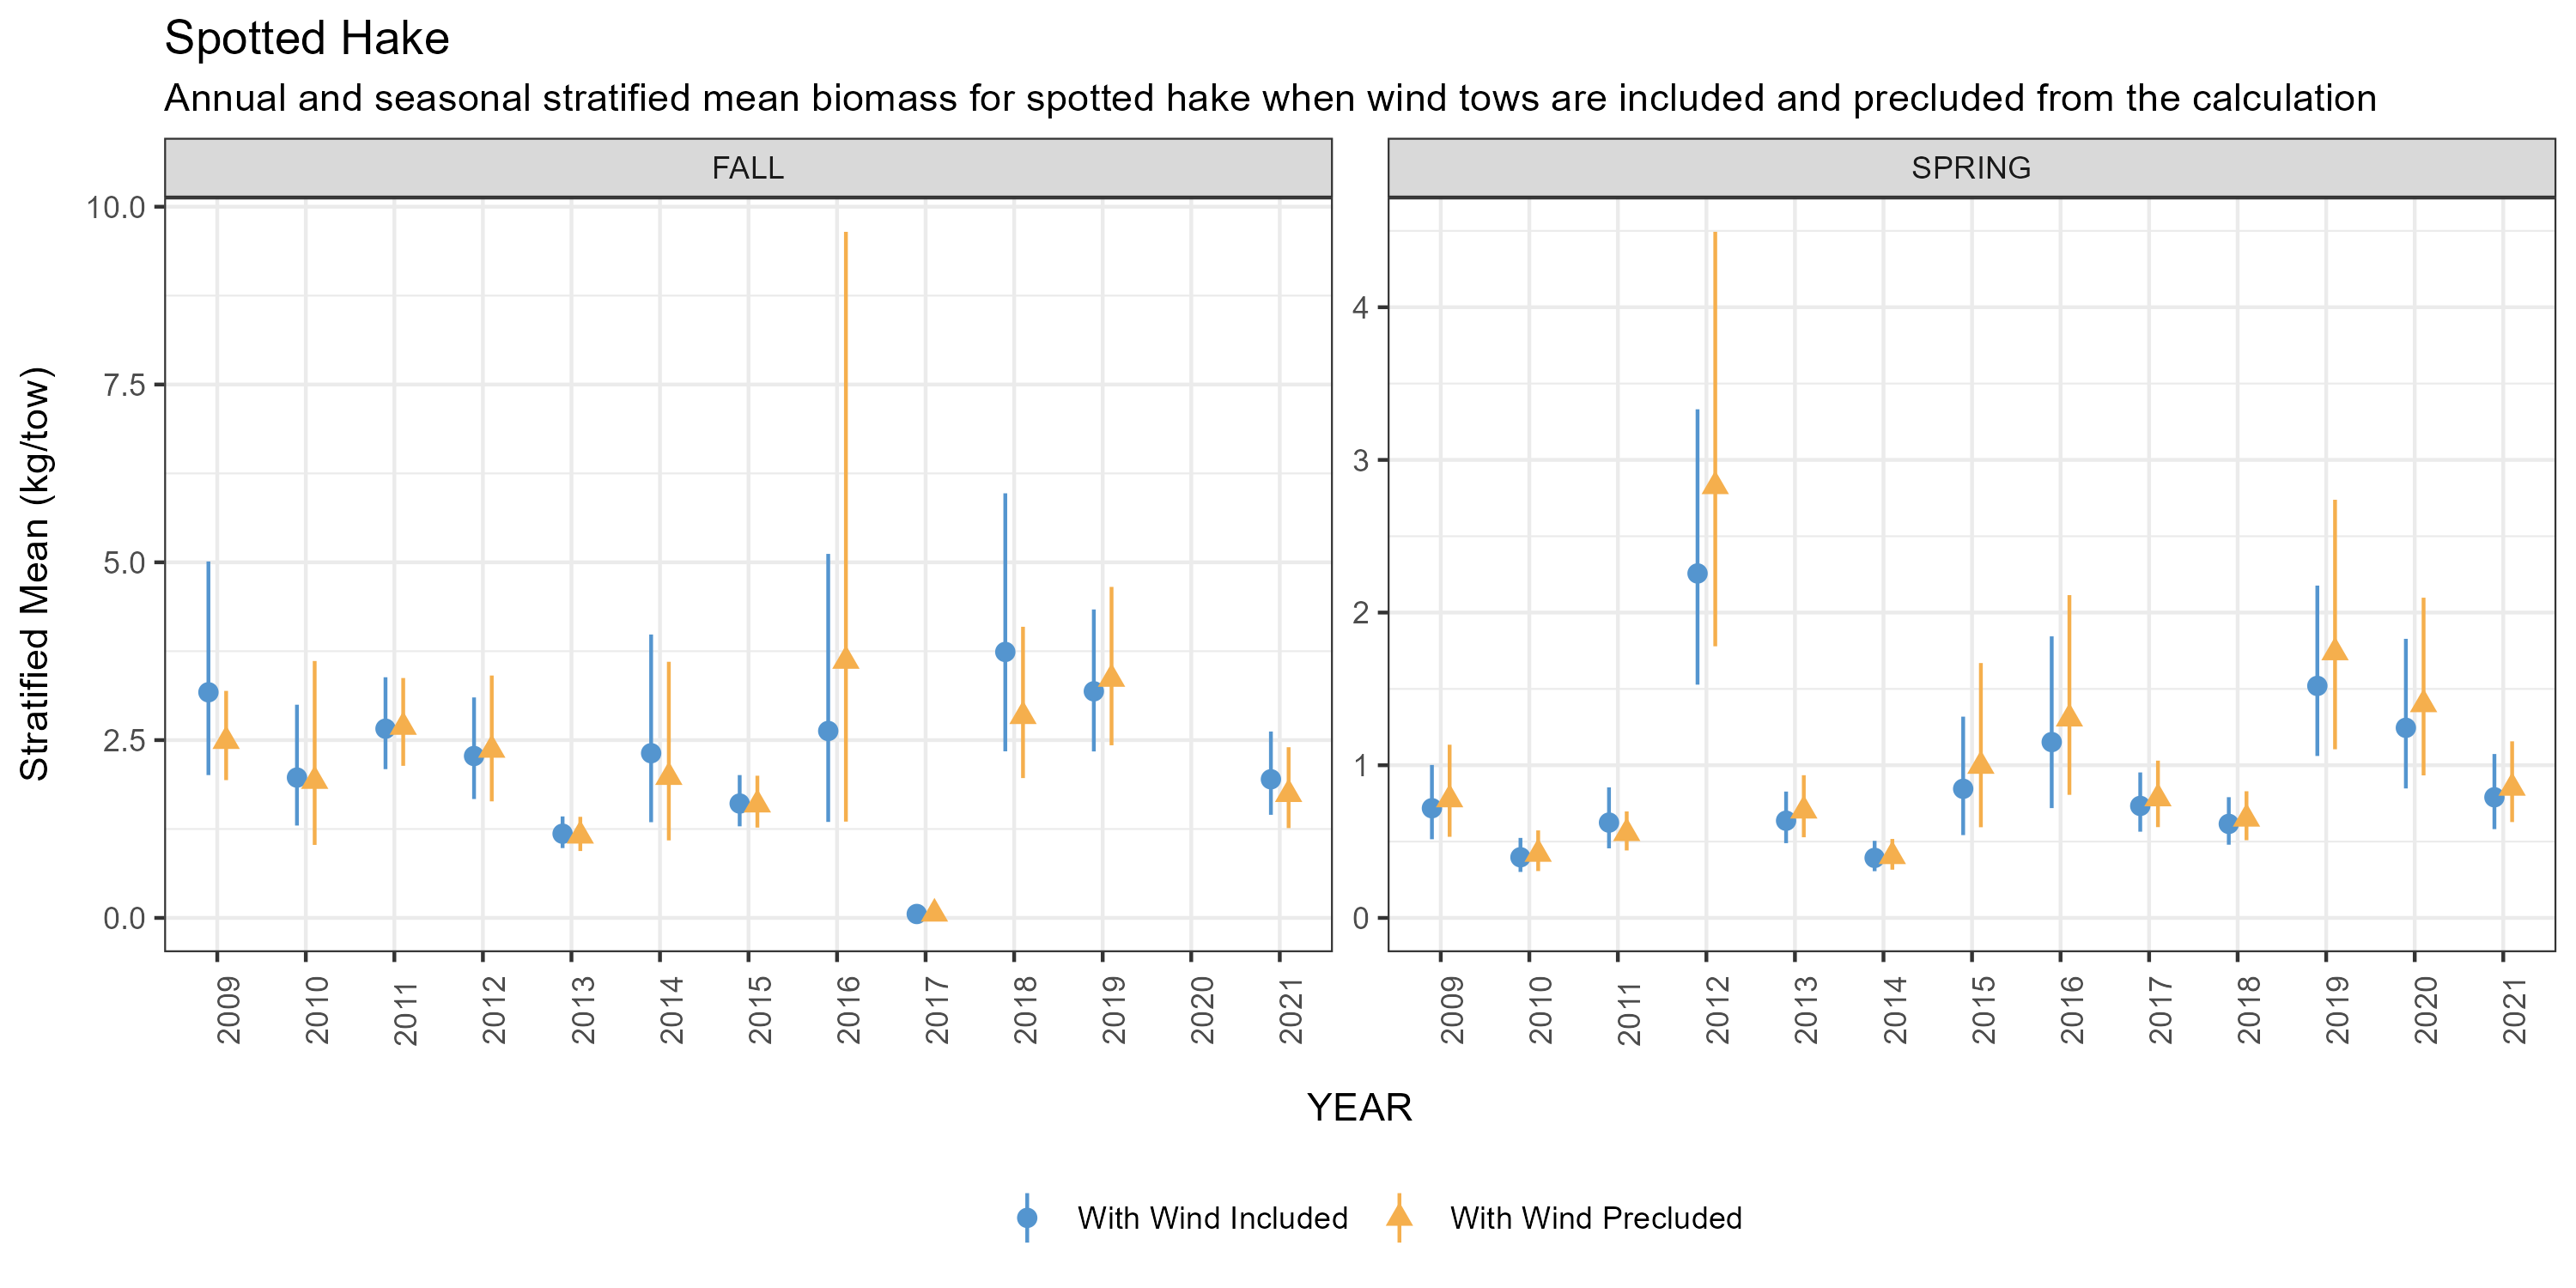 Spotted Hake
Annual and seasonal stratified mean biomass for spotted hake when wind tows are included and precluded from the calculation
FALL
SPRING
Stratified Mean (kg/tow)
10.0
7.5
5.0
2.5
0.0
4
3
2
1
0
2009 2010 2011 2012 2013 2014 2015 2016 2017 2018 2019 2020 2021
2009 2010 2011 2012 2013 2014 2015 2016 2017 2018 2019 2020 2021
YEAR
With Wind Included With Wind Precluded